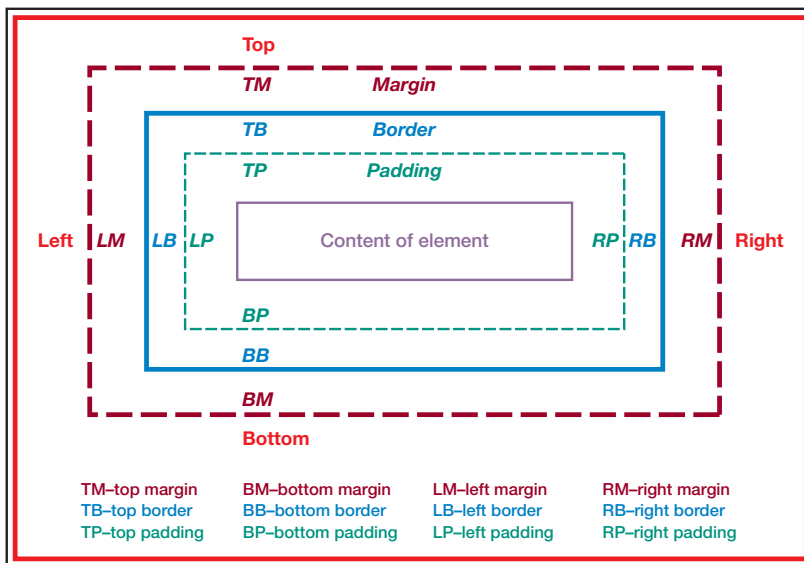 Top
TM Margin
TB Border
TP Padding
Left LM LB LP Content of element RP RB RM Right
BP
BB
BM
Bottom
TM–top margin BM–bottom margin LM–left margin RM–right margin
TB–top border BB–bottom border LB–left border RB–right border
TP–top padding BP–bottom padding LP–left padding RP–right padding